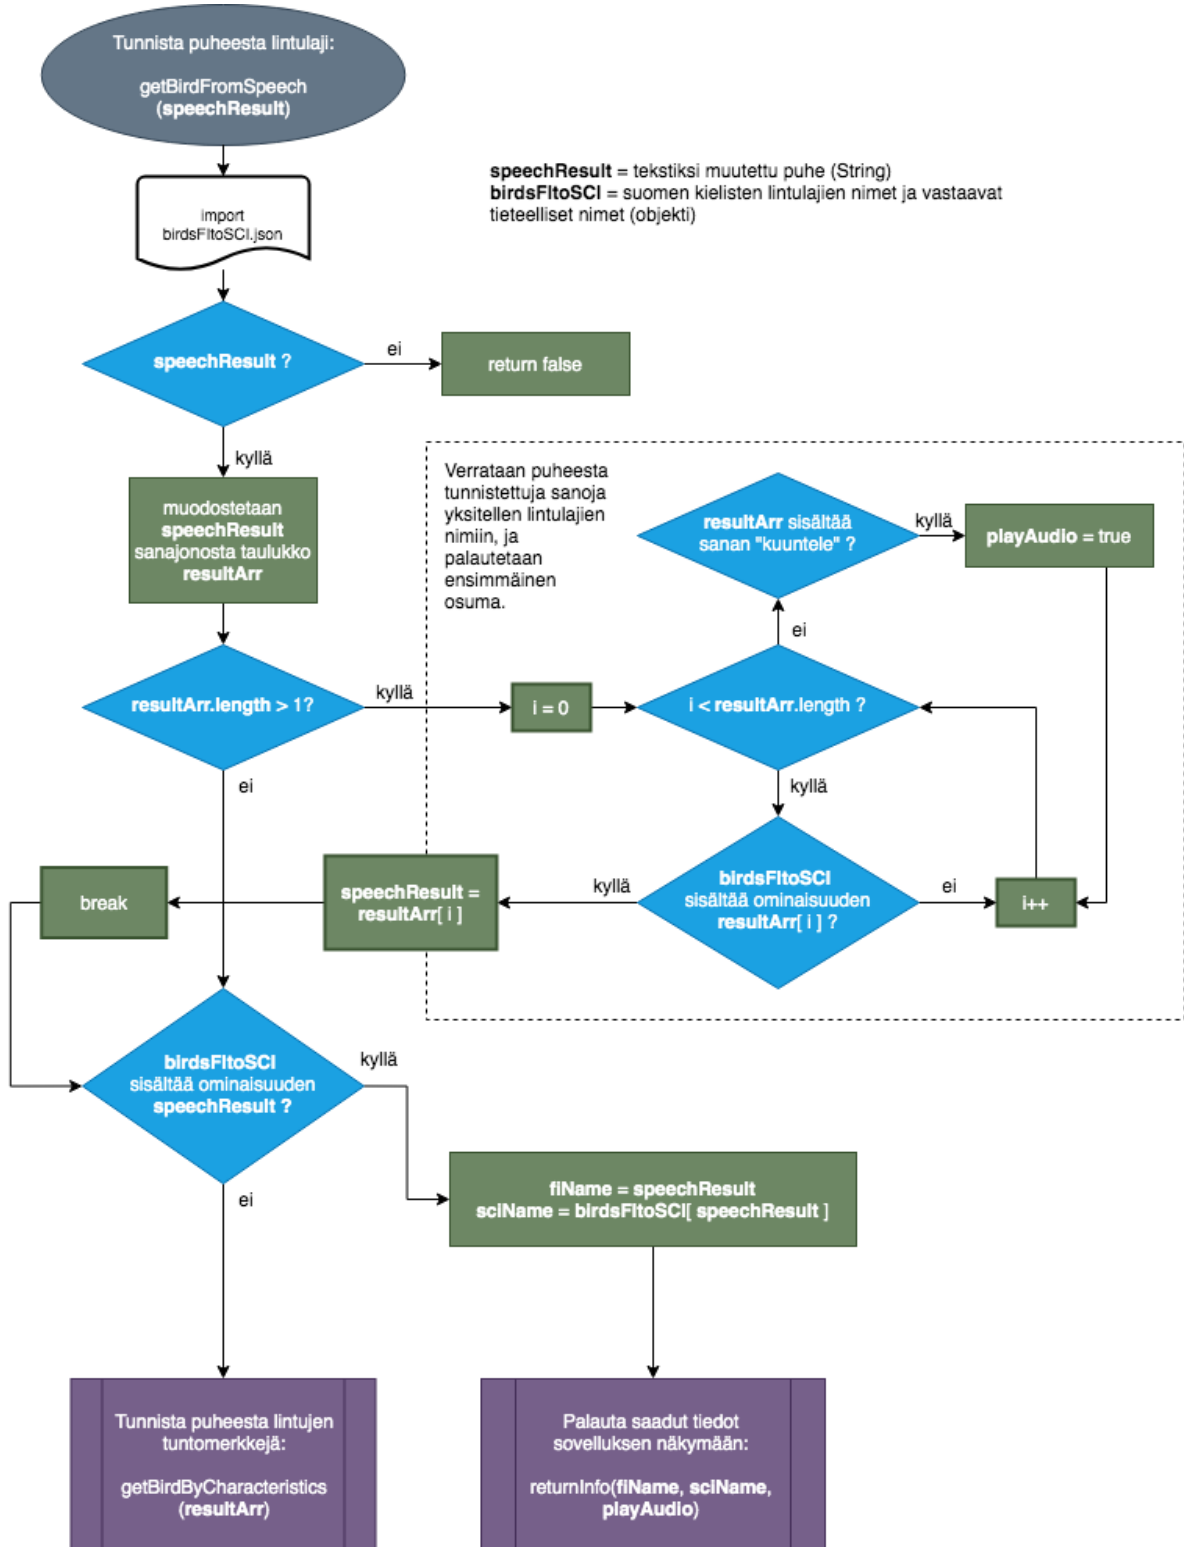 Tunnista puheesta lintulaji:
getBirdFromSpeech
(speechResult)
speechResult = tekstiksi muutettu puhe (String)
birdsFItoSCI = suomen kielisten lintulajien nimet ja vastaavat
tieteelliset nimet (objekti)
import
birdsFItoSCI.json
speechResult ?
ei
return false
kyllä
muodostetaan
speechResult
sanajonosta taulukko
resultArr
Verrataan puheesta
tunnistettuja sanoja
yksitellen lintulajien
nimiin, ja
palautetaan
ensimmäinen
osuma.
resultArr sisältää
sanan "kuuntele" ?
kyllä
playAudio = true
ei
resultArr.length > 1?
kyllä
i = 0
i < resultArr.length ?
ei
kyllä
break
speechResult =
resultArr[ i ]
kyllä
birdsFItoSCI
sisältää ominaisuuden
resultArr[ i ] ?
ei
i++
birdsFItoSCI
sisältää ominaisuuden
speechResult ?
kyllä
ei
fiName = speechResult
sciName = birdsFItoSCI[ speechResult ]
Tunnista puheesta lintujen
tuntomerkkejä:
getBirdByCharacteristics
(resultArr)
Palauta saadut tiedot
sovelluksen näkymään:
returnInfo(fiName, sciName,
playAudio)